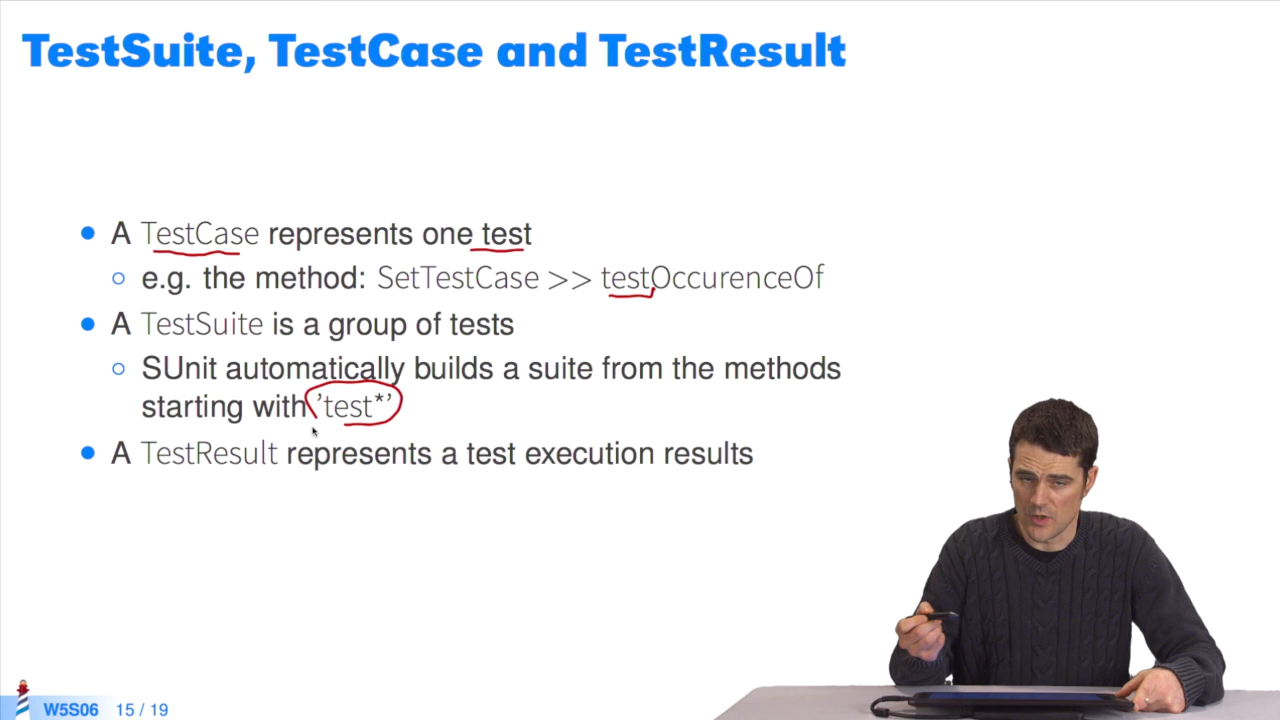 TestSuite, TestCase and TestResult
A TestCase represents one test
e.g. the method: SetTestCase >> testOccurenceOf
A TestSuite is a group of tests
SUnit automatically builds a suite from the methods
starting with 'test*'
A TestResult represents a test execution results
W5S06 15 / 19